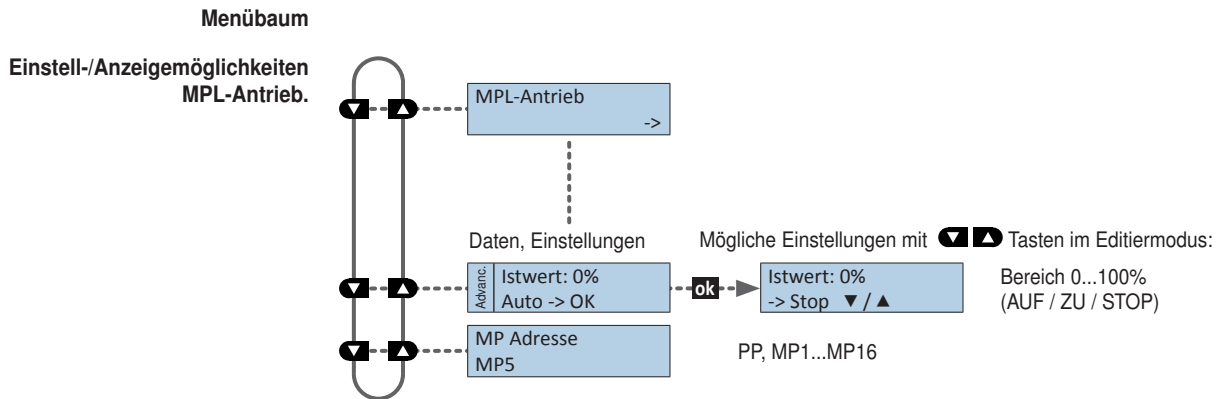 Menübaum
Einstell-/Anzeigemöglichkeiten
MPL-Antrieb.
MPL-Antrieb
->
Daten, Einstellungen
Mögliche Einstellungen mit ▼ ▲ Tasten im Editiermodus:
Advanc.
Istwert: 0%
Auto -> OK
ok
Istwert: 0%
-> Stop ▼ / ▲
Bereich 0...100%
(AUF / ZU / STOP)
MP Adresse
MP5
PP, MP1...MP16